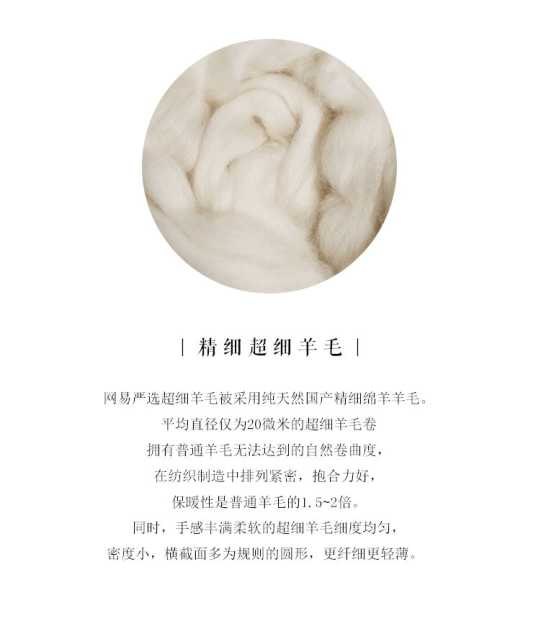 | 精细超细羊毛 |
网易严选超细羊毛被采用纯天然国产精细绵羊羊毛。
平均直径仅为20微米的超细羊毛卷
拥有普通羊毛无法达到的自然卷曲度，
在纺织制造中排列紧密，抱合力好，
保暖性是普通羊毛的1.5~2倍。
同时，手感丰满柔软的超细羊毛细度均匀，
密度小，横截面多为规则的圆形，更纤细更轻薄。